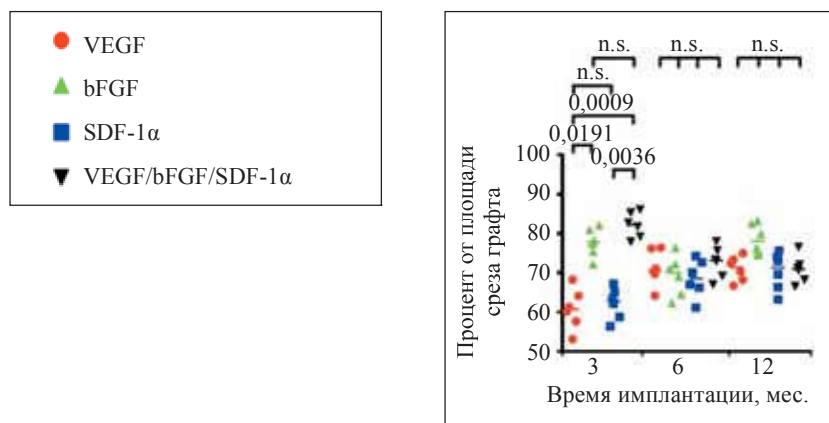 VEGF
bFGF
SDF-1α
VEGF/bFGF/SDF-1α
n.s.
n.s.
n.s.
n.s.
0,0009
0,0191
0,0036
Процент от площади
среза графта
100
90
80
70
60
50
3
6
12
Время имплантации, мес.